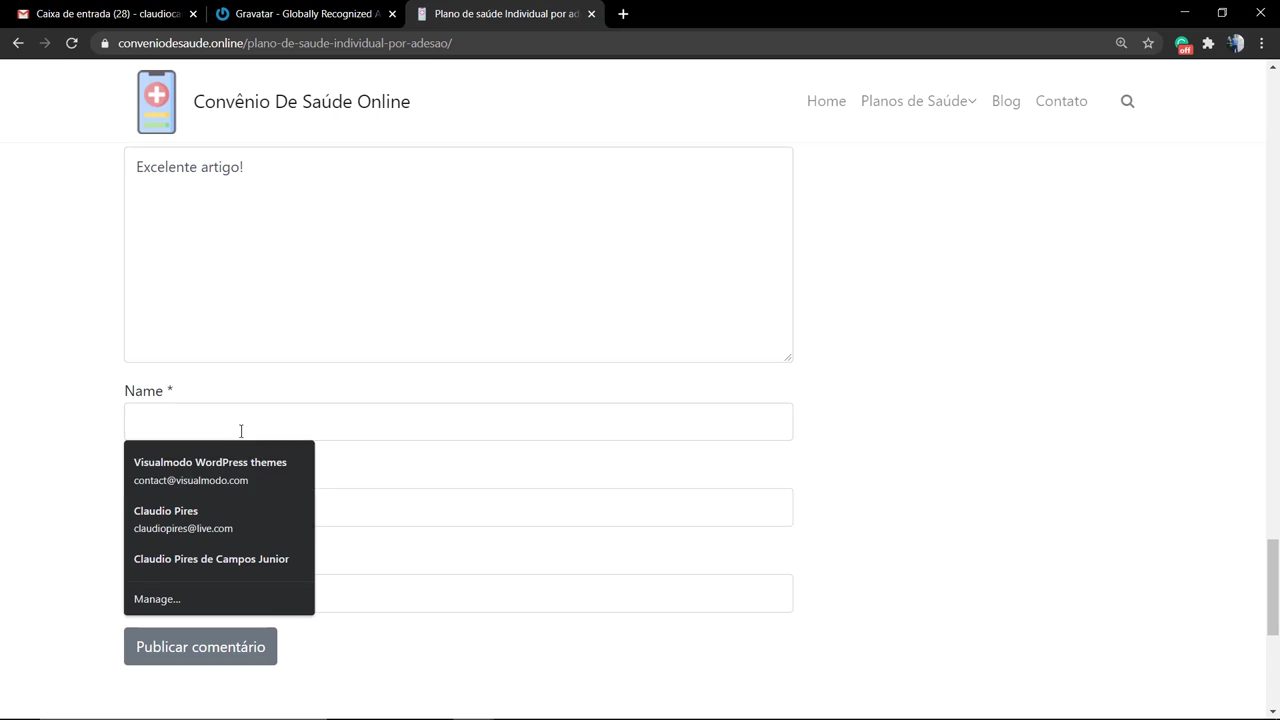 Caixa de entrada (28) - claudioca
Gravatar - Globally Recognized A
Plano de saúde Individual por ad
conveniodesaude.online/plano-de-saude-individual-por-adesao/
off
Convênio De Saúde Online
Home
Planos de Saúde
Blog
Contato
Excelente artigo!
Name *
Visualmodo WordPress themes
contact@visualmodo.com
Claudio Pires
claudiopires@live.com
Claudio Pires de Campos Junior
Manage...
Publicar comentário